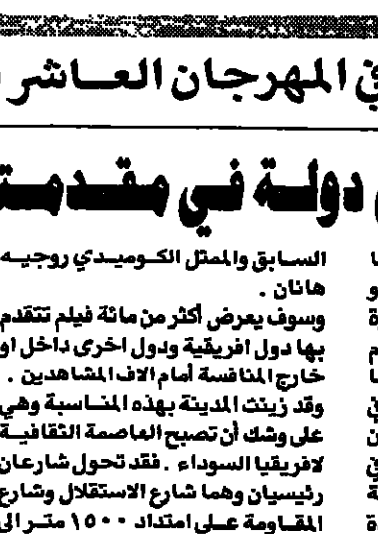 المهرجان العاشر
دولة في
السابق والممثل الكوميدي روجيه
هانان .
وسوف يعرض أكثر من مائة فيلم تتقدم
بها دول افريقية ودول اخرى داخل او
خارج المنافسة أمام الاف المشاهدين .
وقد زينت المدينة بهذه المناسبة وهي
على وشك أن تصبح العاصمة الثقافية
لافريقيا السوداء . فقد تحول شارعان
رئيسيان وهما شارع الاستقلال وشارع
المقاومة على امتداد ١٥٠٠ متر الى